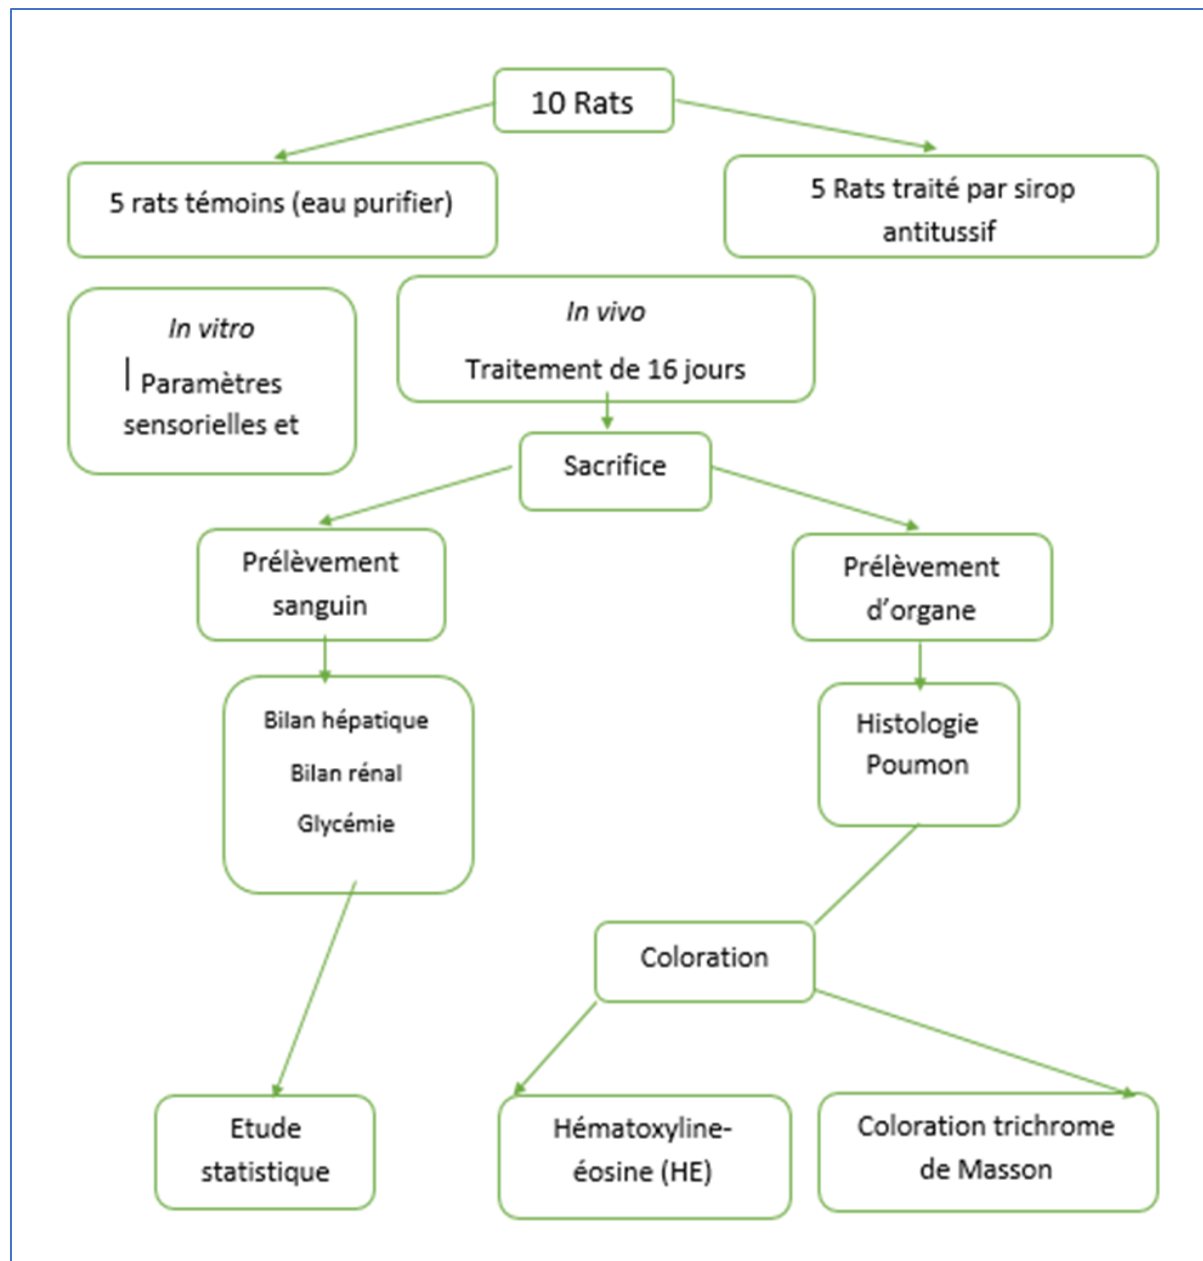 10 Rats
5 rats témoins (eau purifier)
5 Rats traité par sirop
antitussif
In vitro
Paramètres
sensorielles et
In vivo
Traitement de 16 jours
Sacrifice
Prélèvement
sanguin
Prélèvement
d’organe
Bilan hépatique
Bilan rénal
Glycémie
Histologie
Poumon
Coloration
Etude
statistique
Hématoxyline-
éosine (HE)
Coloration trichrome
de Masson